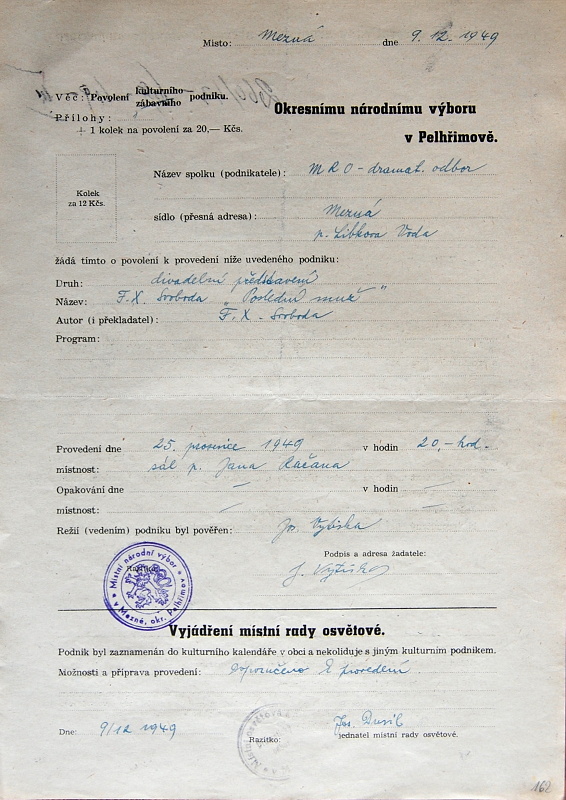 Místo: Mezná dne 9. 12. 1949
Věc: Povolení kulturního zábavního podniku.
Přílohy:
+ 1 kolek na povolení za 20,— Kčs.
Okresnímu národnímu výboru
v Pelhřimově.
Kolek
za 12 Kčs.
Název spolku (podnikatele): MRO - dramat. odbor
sídlo (přesná adresa): Mezná
p. Libkova Voda
žádá tímto o povolení k provedení níže uvedeného podniku:
Druh: divadelní představení
Název: F. X. Svoboda „Poslední muž"
Autor (i překladatel): F. X. Svoboda
Program:
Provedení dne 25. prosince 1949 v hodin 20,- hod.
místnost: sál p. Jana Kačana
Opakování dne — v hodin —
místnost: — —
Režií (vedením) podniku byl pověřen: Jos. Vytiska
Podpis a adresa žadatele:
Razítko:
J. Vytiska
Místní národní výbor
v Mezné, okr. Pelhřimov
Vyjádření místní rady osvětové.
Podnik byl zaznamenán do kulturního kalendáře v obci a nekoliduje s jiným kulturním podnikem.
Možnosti a příprava provedení: Doporučeno k provedení.
Dne: 9/12 1949
Razítko:
Jos. Dusil
jednatel místní rady osvětové.
162